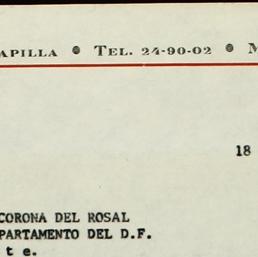 APILLA • TEL. 24-90-02 • M
18
CORONA DEL ROSAL
PARTAMENTO DEL D.F.
t e.